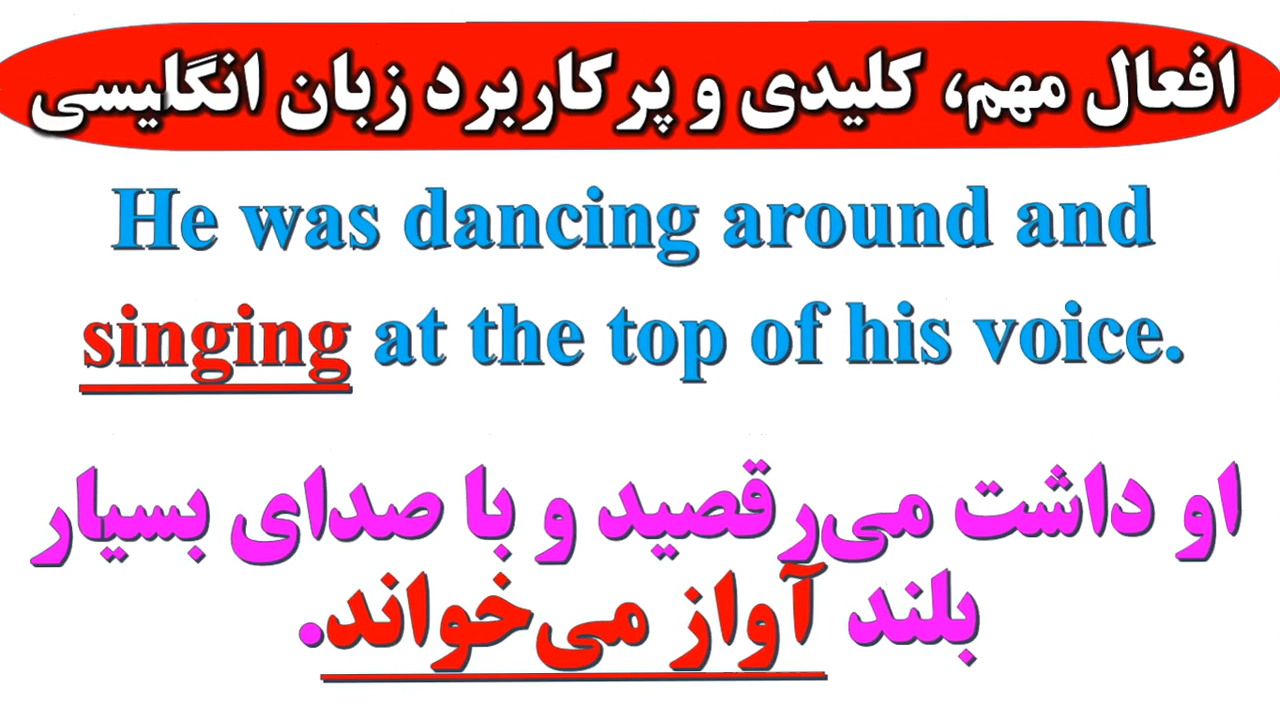 افعال مهم، کلیدی و پرکاربرد زبان انگلیسی
He was dancing around and
singing at the top of his voice.
او داشت می‌رقصید و با صدای بسیار
بلند آواز می‌خواند.